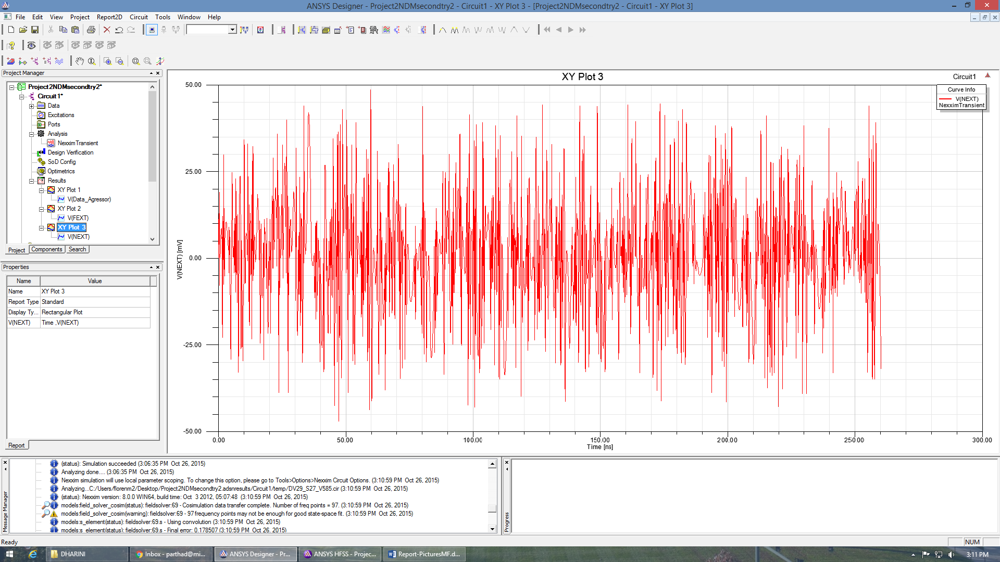 ANSYS Designer - Project2NDMsecondtry2 - Circuit1 - XY Plot 3 - [Project2NDMsecondtry2 - Circuit1 - XY Plot 3]
File Edit View Project Report2D Circuit Tools Window Help
Project Manager
Project2NDMsecondtry2*
Circuit1*
Data
Excitations
Ports
Analysis
NexximTransient
Design Verification
SoD Config
Optimetrics
Results
XY Plot 1
V(Data_Agressor)
XY Plot 2
V(FEXT)
XY Plot 3
V(NEXT)
Project Components Search
Properties
Name Value
Name XY Plot 3
Report Type Standard
Display Ty... Rectangular Plot
V(NEXT) Time ,V(NEXT)
Report
XY Plot 3
Circuit1
Curve Info
V(NEXT)
NexximTransient
V(NEXT) [mV]
50.00
25.00
0.00
-25.00
-50.00
0.00 50.00 100.00 150.00 200.00 250.00 300.00
Time [ns]
Message Manager
(status): Simulation succeeded (3:06:35 PM Oct 26, 2015)
Analyzing done.... (3:06:35 PM Oct 26, 2015)
Nexxim simulation will use local parameter scoping. To change this option, please go to Tools>Options>Nexxim Circuit Options. (3:10:59 PM Oct 26, 2015)
Analyzing...C:/Users/florenm2/Desktop/Project2NDMsecondtry2.adsnresults/Circuit1/temp/DV29_S27_V585.cir (3:10:59 PM Oct 26, 2015)
(status): Nexxim version: 8.0.0 WIN64, build time: Oct 3 2012, 05:07:48 (3:10:59 PM Oct 26, 2015)
models:field_solver_cosim(status): fieldsolver:69 - Cosimulation data transfer complete. Number of freq points = 97. (3:10:59 PM Oct 26, 2015)
models:field_solver_cosim(warning): fieldsolver:69 - 97 frequency points may not be enough for good state-space fit. (3:10:59 PM Oct 26, 2015)
models:s_element(status): fieldsolver:69.s - Using convolution (3:10:59 PM Oct 26, 2015)
models:s_element(status): fieldsolver:69.s - Final error: 0.178507 (3:10:59 PM Oct 26, 2015)
Progress
Ready
NUM
DHARINI
Inbox - parthad@mi...
ANSYS Designer - Pr...
ANSYS HFSS - Projec...
Report-PicturesMF.d...
3:11 PM